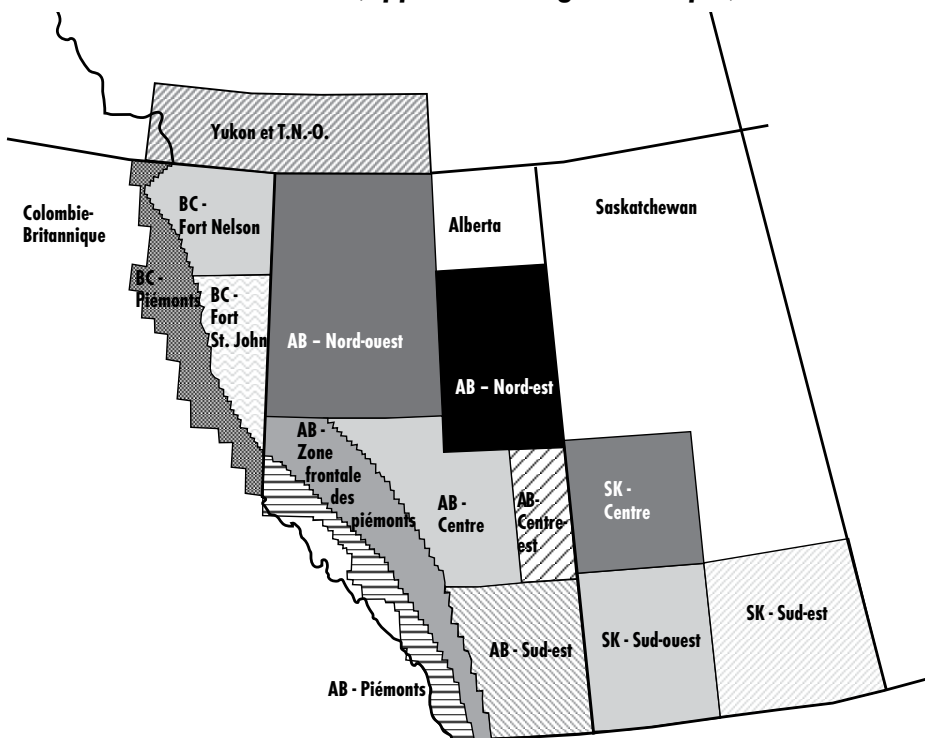 Yukon et T.N.-O.
Colombie-
Britannique
BC -
Fort Nelson
Alberta
Saskatchewan
BC -
Piémonts
BC -
Fort
St. John
AB – Nord-ouest
AB – Nord-est
AB -
Zone
frontale
des
piémonts
AB -
Centre
AB-
Centre-
est
SK -
Centre
AB - Sud-est
SK - Sud-ouest
SK - Sud-est
AB - Piémonts